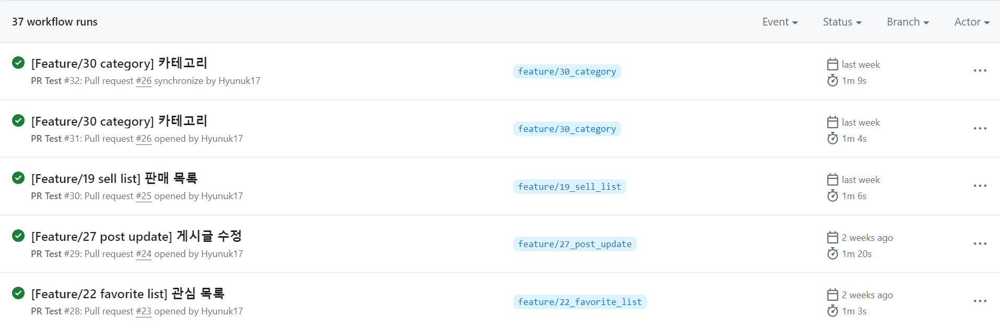 37 workflow runs
Event Status Branch Actor
[Feature/30 category] 카테고리
PR Test #32: Pull request #26 synchronize by Hyunuk17
feature/30_category
last week
1m 9s
[Feature/30 category] 카테고리
PR Test #31: Pull request #26 opened by Hyunuk17
feature/30_category
last week
1m 4s
[Feature/19 sell list] 판매 목록
PR Test #30: Pull request #25 opened by Hyunuk17
feature/19_sell_list
last week
1m 6s
[Feature/27 post update] 게시글 수정
PR Test #29: Pull request #24 opened by Hyunuk17
feature/27_post_update
2 weeks ago
1m 20s
[Feature/22 favorite list] 관심 목록
PR Test #28: Pull request #23 opened by Hyunuk17
feature/22_favorite_list
2 weeks ago
1m 3s